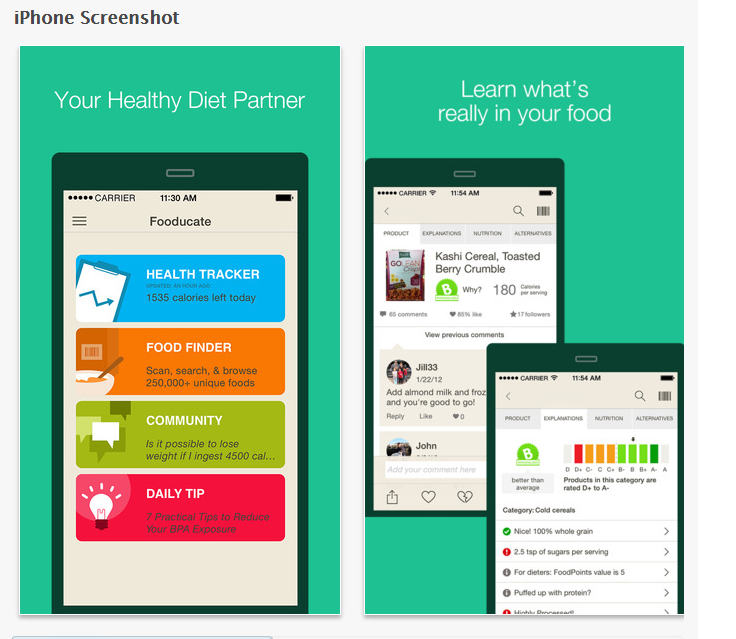 iPhone Screenshot
Your Healthy Diet Partner
CARRIER 11:30 AM
Fooducate
HEALTH TRACKER
UPDATED: AN HOUR AGO
1535 calories left today
FOOD FINDER
Scan, search, & browse
250,000+ unique foods
COMMUNITY
Is it possible to lose
weight if I ingest 4500 cal...
DAILY TIP
7 Practical Tips to Reduce
Your BPA Exposure
Learn what's
really in your food
CARRIER 11:54 AM
PRODUCT EXPLANATIONS NUTRITION ALTERNATIVES
GOLEAN
Crisp!
Kashi Cereal, Toasted
Berry Crumble
B Why? 180 Calories
per serving
65 comments 85% like 17 followers
View previous comments
Jill33
1/22/12
Add almond milk and froz
and you're good to go!
Reply Like 0
John
Add your comment here
CARRIER 11:54 AM
PRODUCT EXPLANATIONS NUTRITION ALTERNATIVES
B
better than
average
D D+ C- C C+ B- B B+ A- A
Products in this category are
rated D+ to A-
Category: Cold cereals
Nice! 100% whole grain
2.5 tsp of sugars per serving
For dieters: FoodPoints value is 5
Puffed up with protein?
Highly Processed!